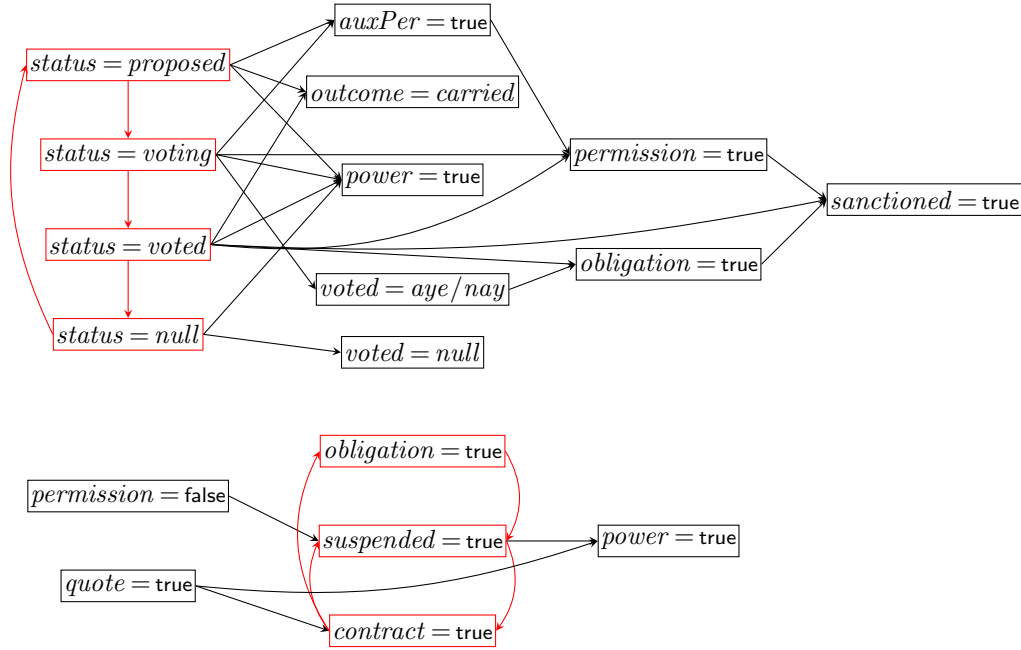 auxPer = true
status = proposed
outcome = carried
status = voting
permission = true
power = true
sanctioned = true
status = voted
obligation = true
voted = aye/nay
status = null
voted = null
obligation = true
permission = false
suspended = true
power = true
quote = true
contract = true